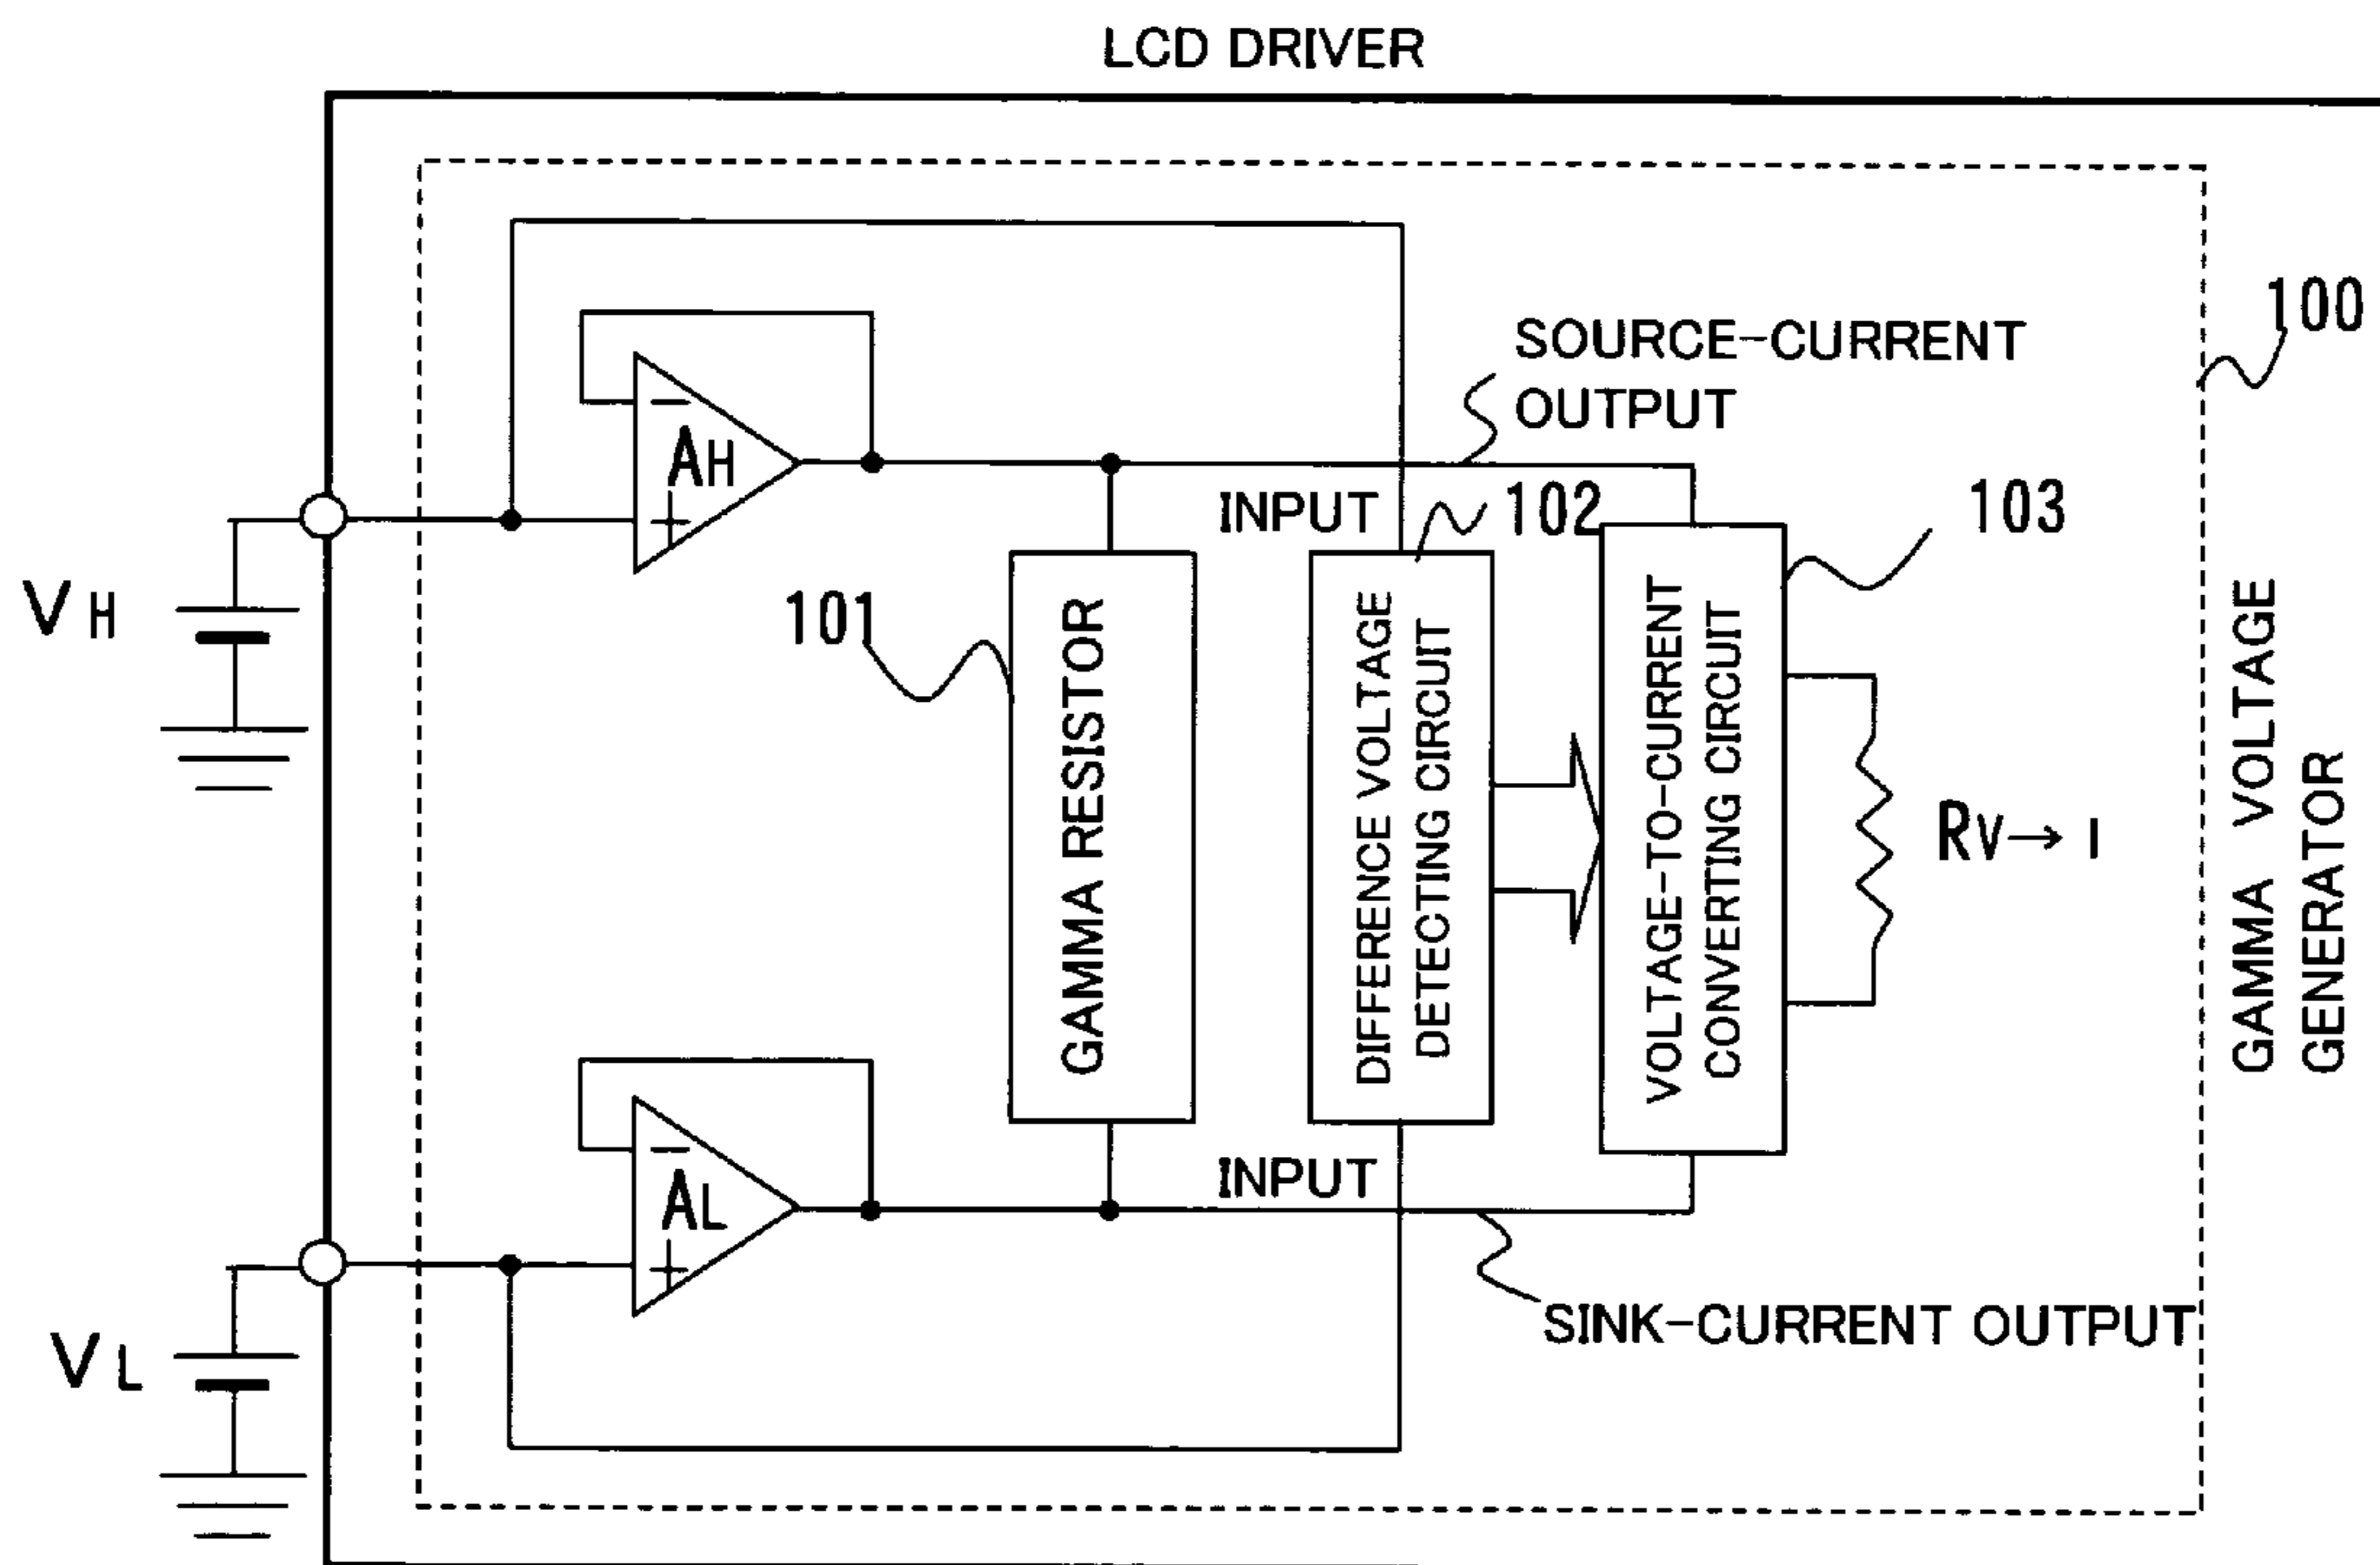 LCD DRIVER
SOURCE-CURRENT
OUTPUT
100
AH
−
+
INPUT
102
103
VH
101
GAMMA RESISTOR
DIFFERENCE VOLTAGE
DETECTING CIRCUIT
VOLTAGE-TO-CURRENT
CONVERTING CIRCUIT
RV→I
GAMMA VOLTAGE
GENERATOR
INPUT
AL
−
+
SINK-CURRENT OUTPUT
VL